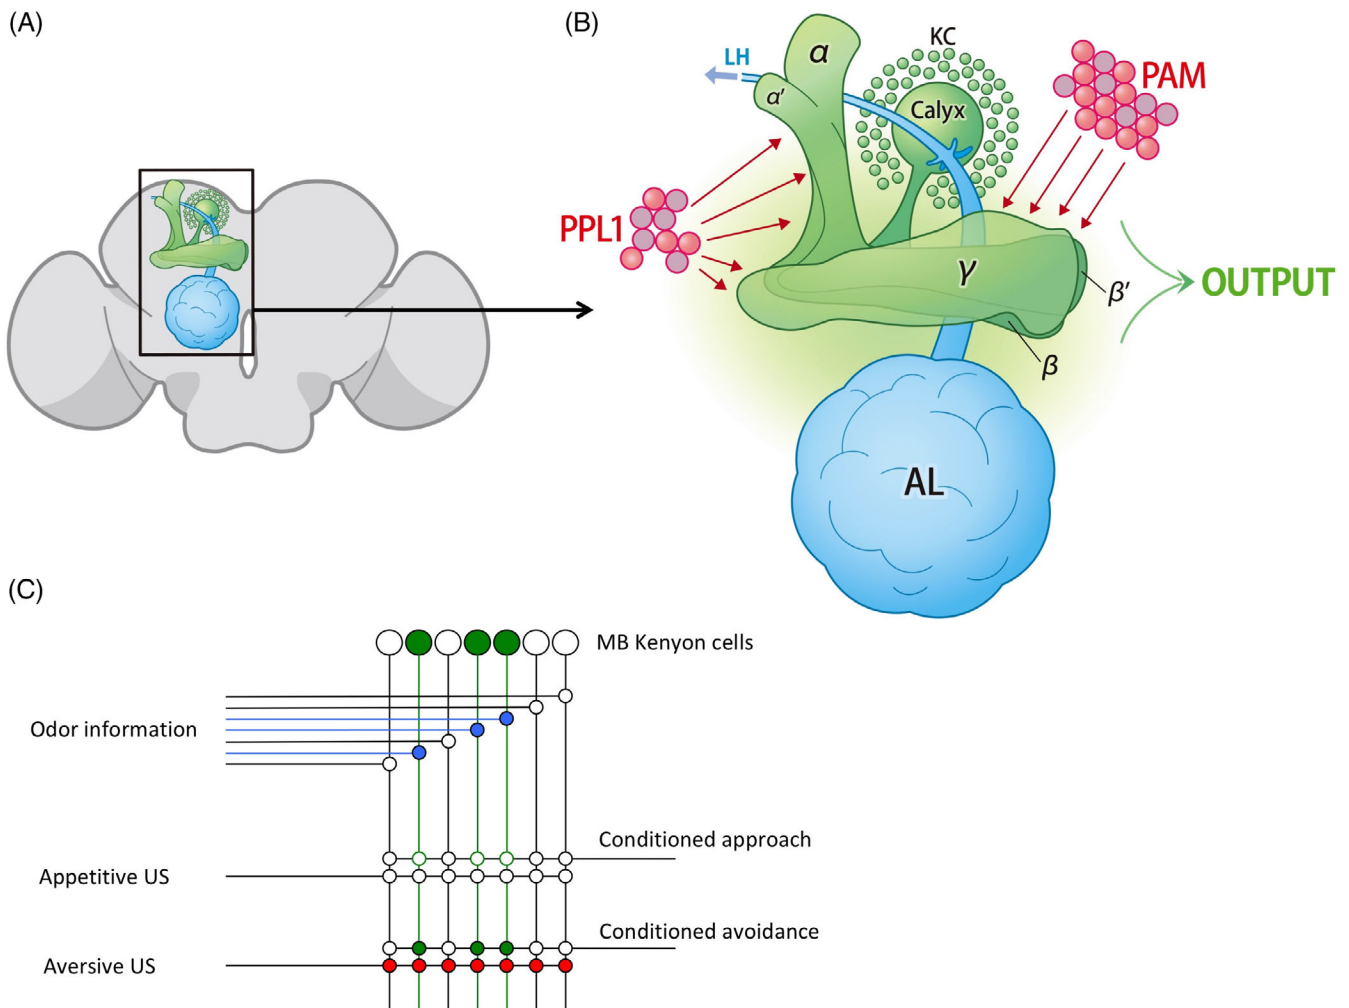 (A)
(B)
LH
α
α′
KC
Calyx
PAM
PPL1
γ
β′
OUTPUT
β
AL
(C)
MB Kenyon cells
Odor information
Conditioned approach
Appetitive US
Conditioned avoidance
Aversive US